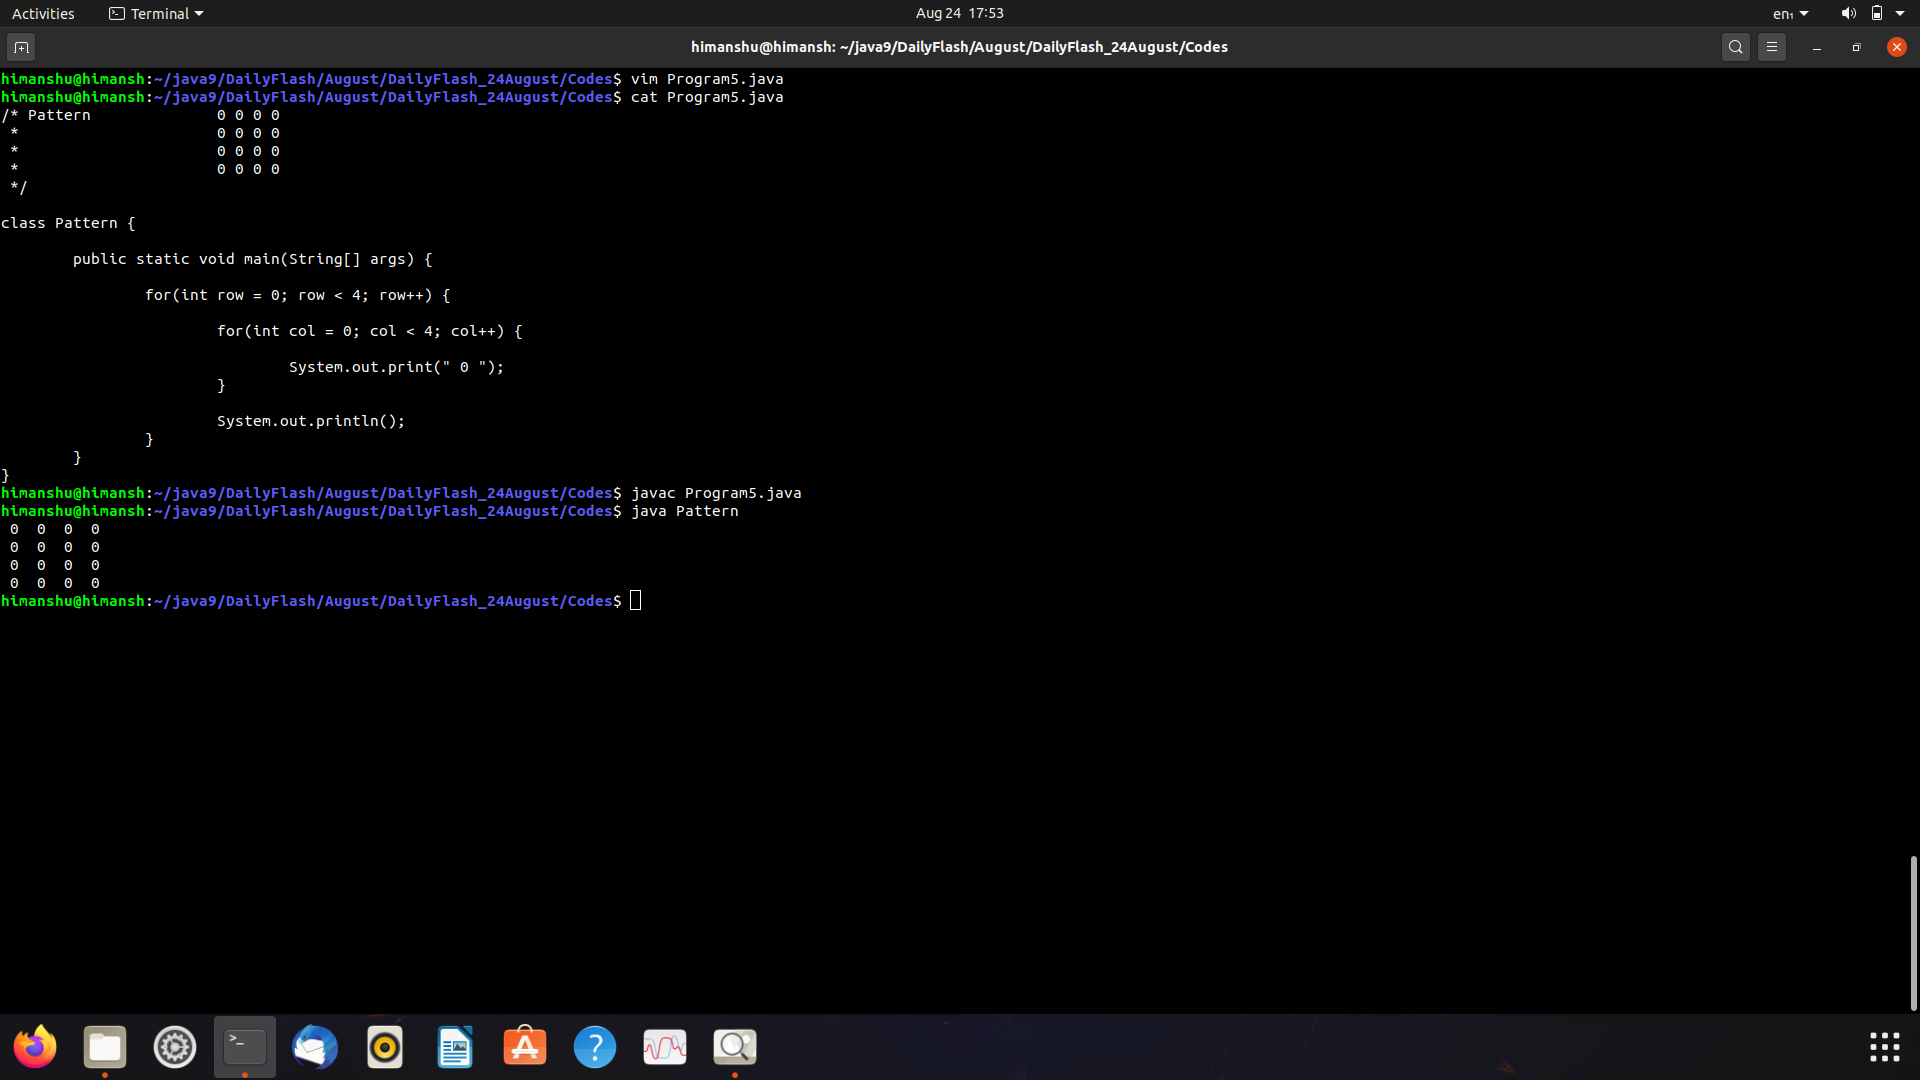 Activities Terminal Aug 24 17:53 en₁
himanshu@himansh: ~/java9/DailyFlash/August/DailyFlash_24August/Codes
himanshu@himansh:~/java9/DailyFlash/August/DailyFlash_24August/Codes$ vim Program5.java
himanshu@himansh:~/java9/DailyFlash/August/DailyFlash_24August/Codes$ cat Program5.java
/* Pattern              0 0 0 0
 *                      0 0 0 0
 *                      0 0 0 0
 *                      0 0 0 0
 */
class Pattern {
        public static void main(String[] args) {
                for(int row = 0; row < 4; row++) {
                        for(int col = 0; col < 4; col++) {
                                System.out.print(" 0 ");
                        }
                        System.out.println();
                }
        }
}
himanshu@himansh:~/java9/DailyFlash/August/DailyFlash_24August/Codes$ javac Program5.java
himanshu@himansh:~/java9/DailyFlash/August/DailyFlash_24August/Codes$ java Pattern
 0  0  0  0
 0  0  0  0
 0  0  0  0
 0  0  0  0
himanshu@himansh:~/java9/DailyFlash/August/DailyFlash_24August/Codes$